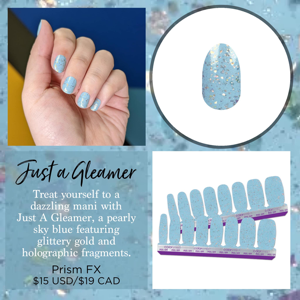 Just a Gleamer
Treat yourself to a
dazzling mani with
Just A Gleamer, a pearly
sky blue featuring
glittery gold and
holographic fragments.
Prism FX
$15 USD/$19 CAD